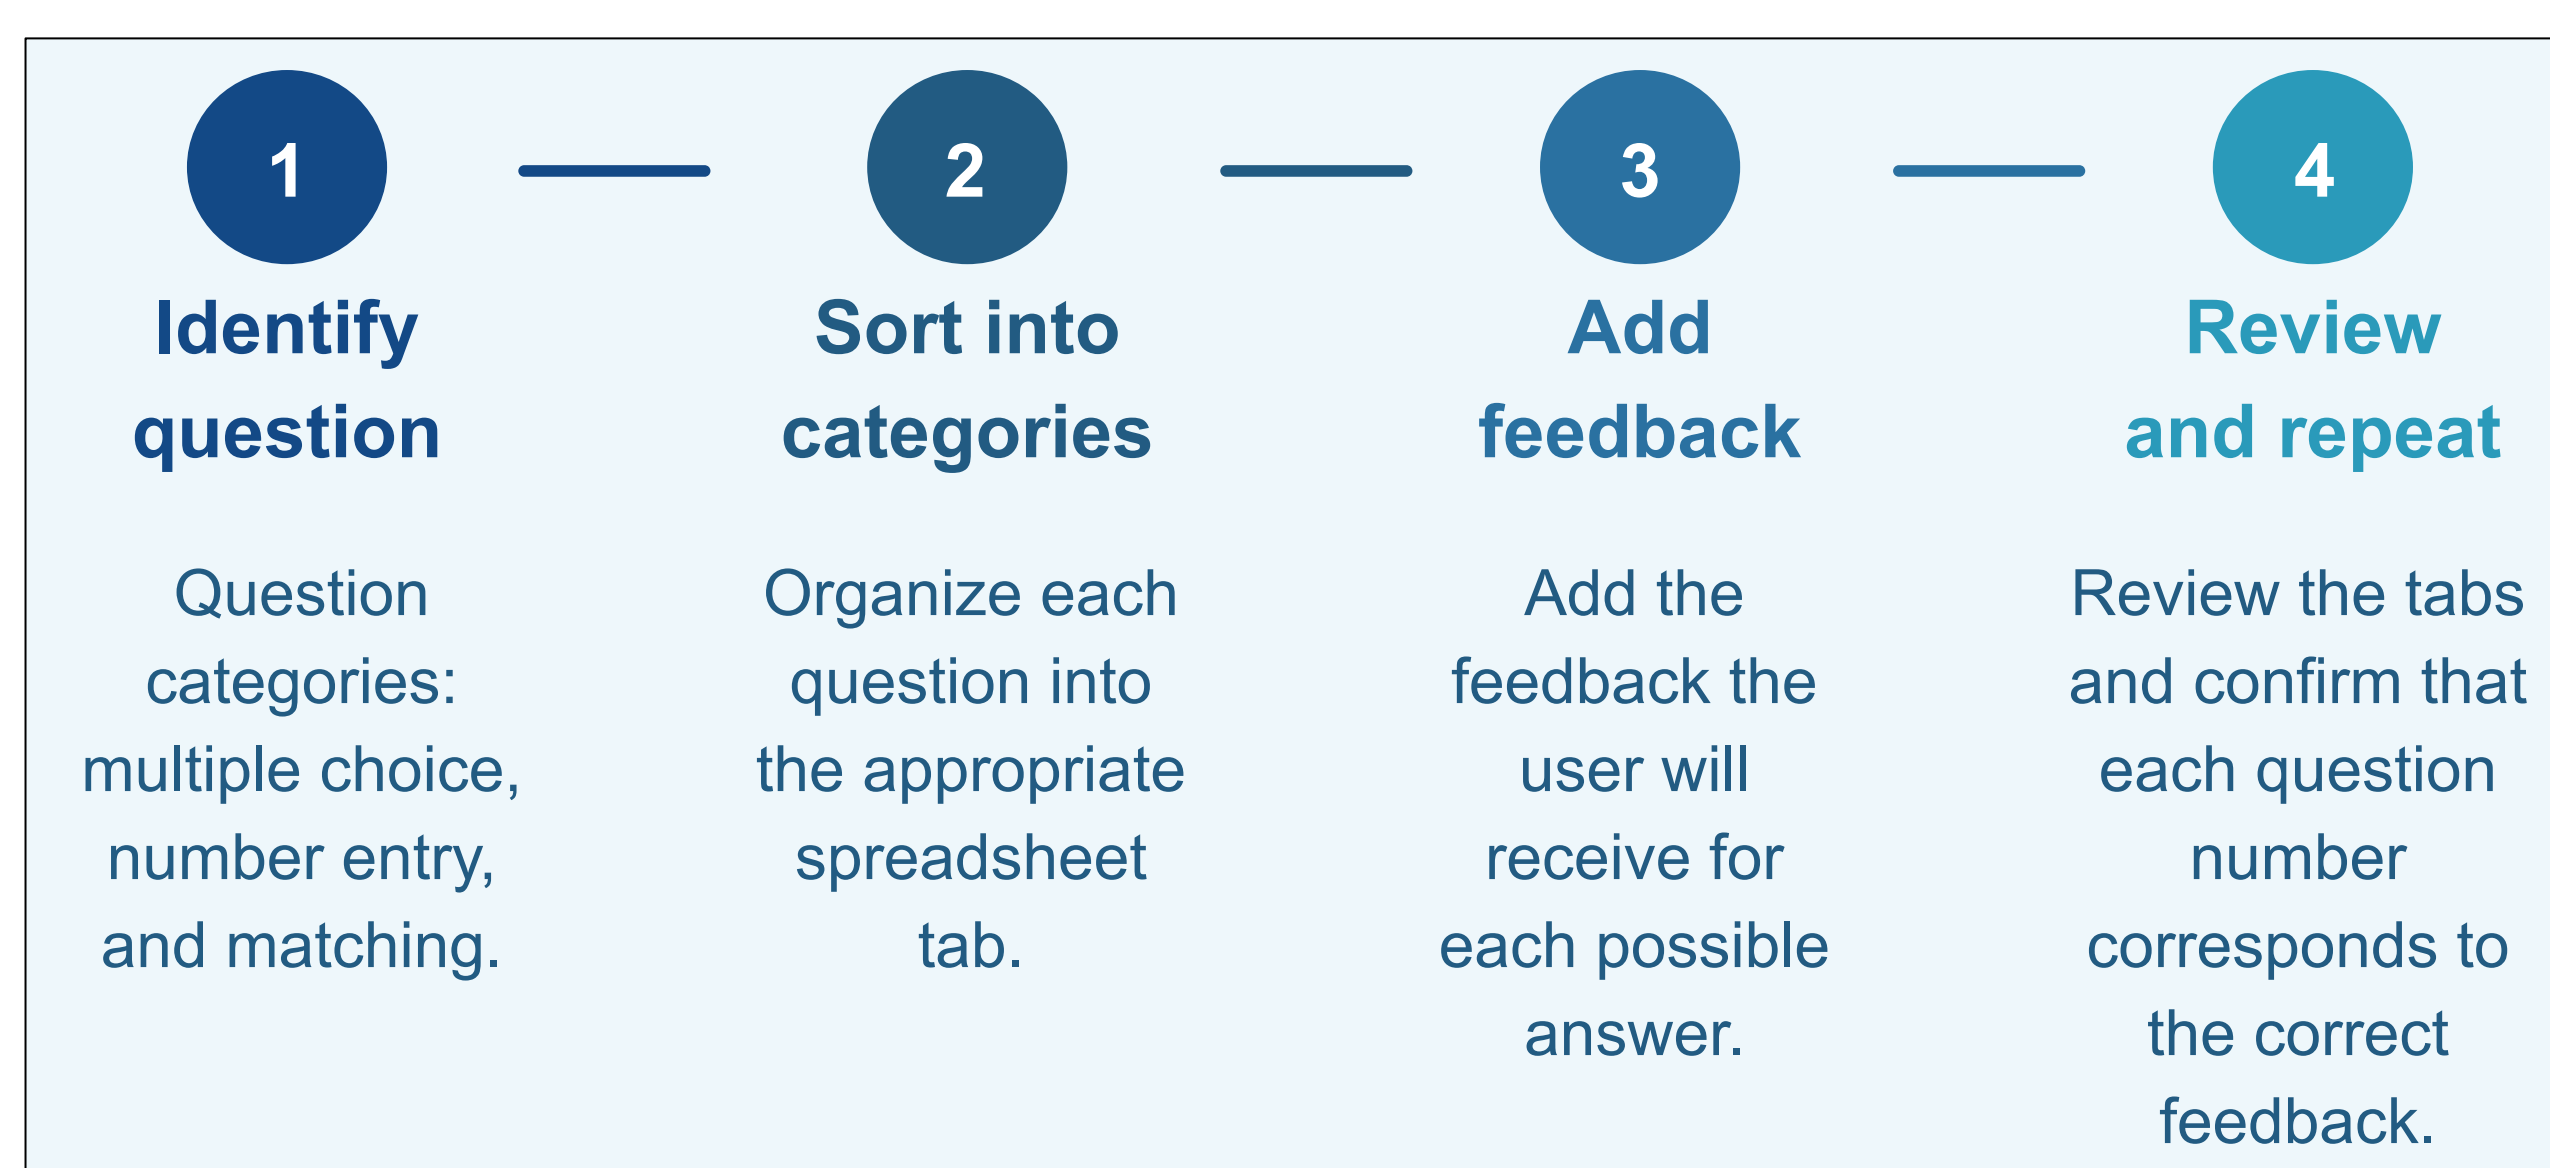 1
Identify
question
Question
categories:
multiple choice,
number entry,
and matching.
2
Sort into
categories
Organize each
question into
the appropriate
spreadsheet
tab.
3
Add
feedback
Add the
feedback the
user will
receive for
each possible
answer.
4
Review
and repeat
Review the tabs
and confirm that
each question
number
corresponds to
the correct
feedback.